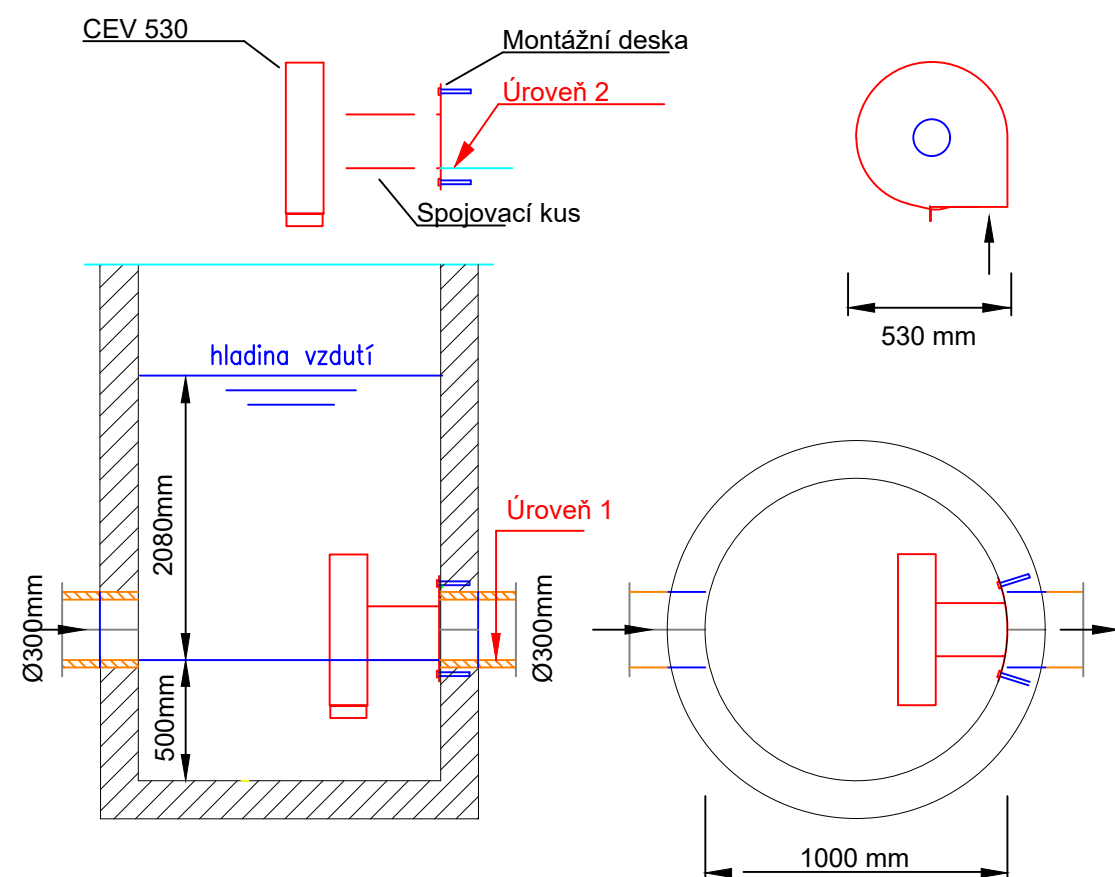 CEV 530
Montážní deska
Úroveň 2
Spojovací kus
530 mm
hladina vzdutí
2080mm
Úroveň 1
Ø300mm
Ø300mm
500mm
1000 mm